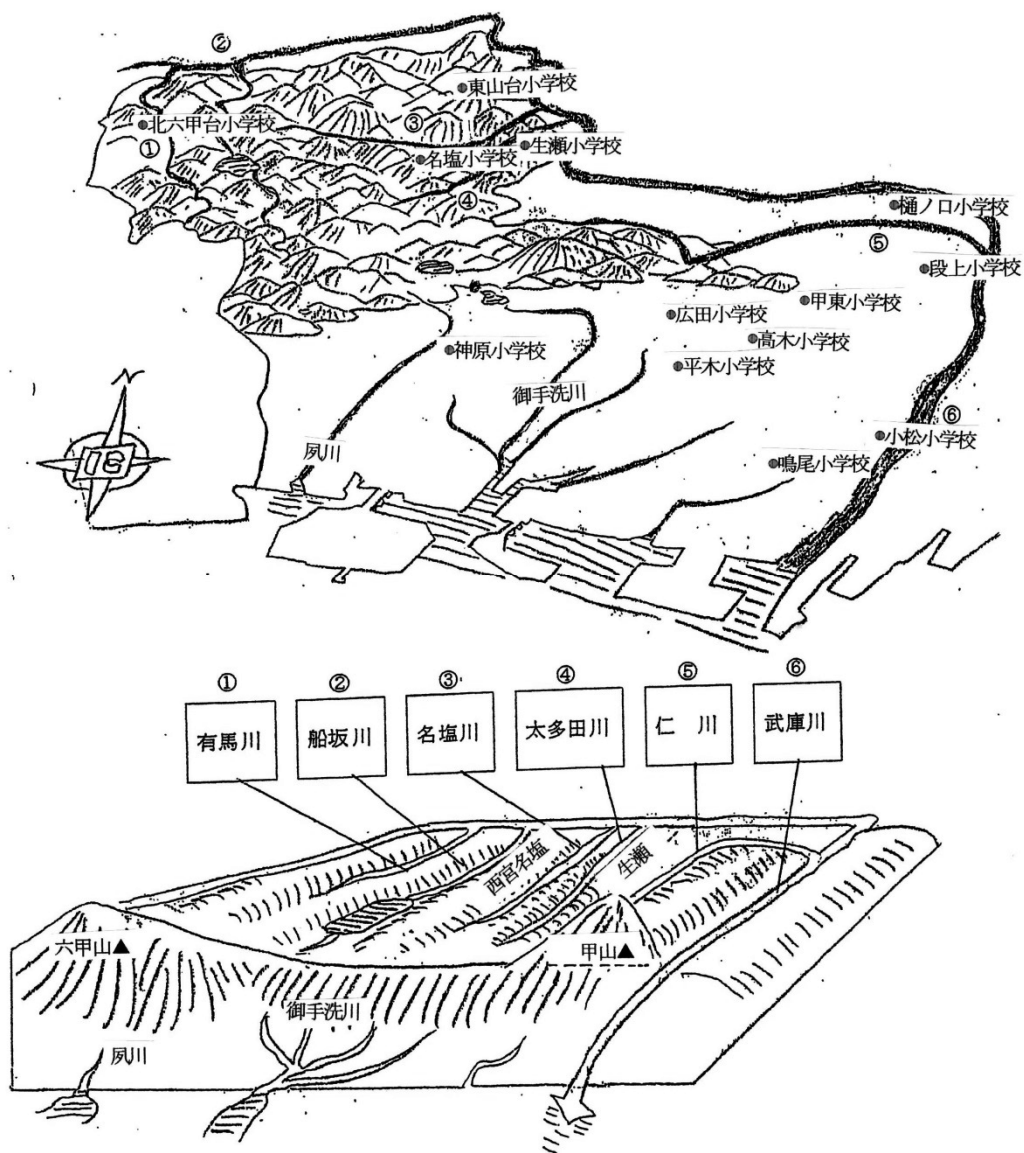 ②
東山台小学校
北六甲台小学校
③
①
名塩小学校
生瀬小学校
④
樋ノ口小学校
⑤
段上小学校
甲東小学校
広田小学校
高木小学校
神原小学校
平木小学校
御手洗川
N
⑥
小松小学校
夙川
鳴尾小学校
① ② ③ ④ ⑤ ⑥
有馬川 船坂川 名塩川 太多田川 仁川 武庫川
西宮名塩
生瀬
六甲山▲
甲山▲
御手洗川
夙川